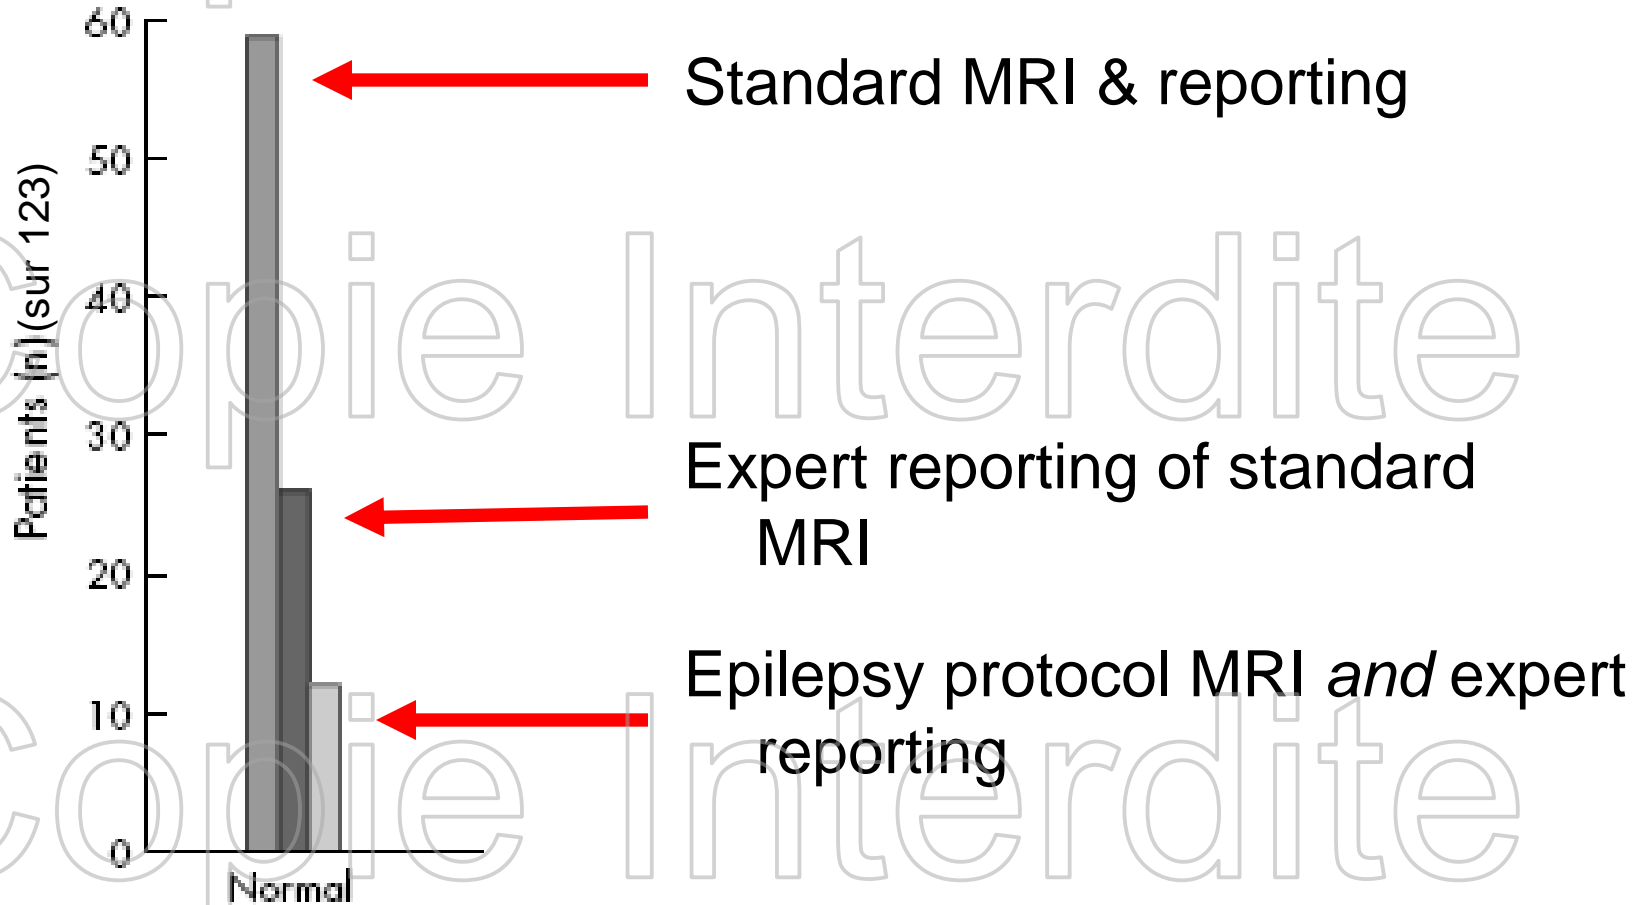 60
50
40
30
20
10
0
Patients (n)(sur 123)
Normal
Standard MRI & reporting
Expert reporting of standard
MRI
Epilepsy protocol MRI and expert
reporting
Copie Interdite
Copie Interdite